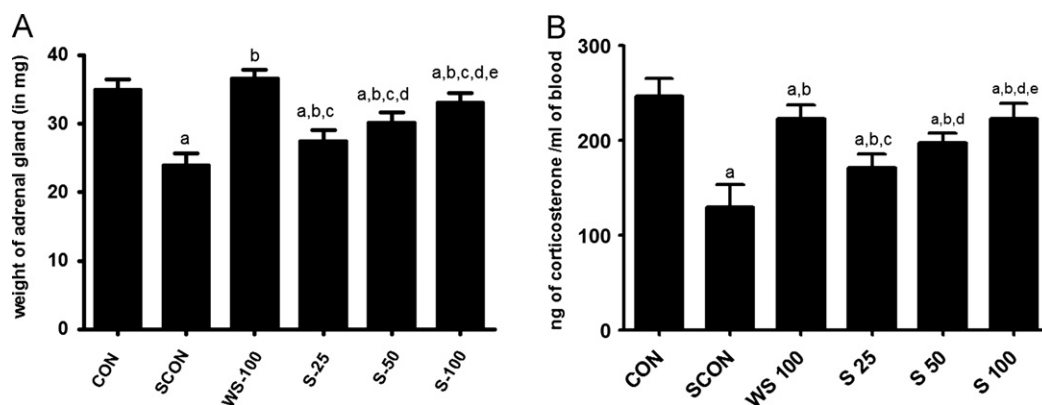 A
weight of adrenal gland (in mg)
40
30
20
10
0
a
b
a,b,c
a,b,c,d
a,b,c,d,e
CON
SCON
WS-100
S-25
S-50
S-100
B
ng of corticosterone /ml of blood
300
200
100
0
a
a,b
a,b,c
a,b,d
a,b,d,e
CON
SCON
WS 100
S 25
S 50
S 100